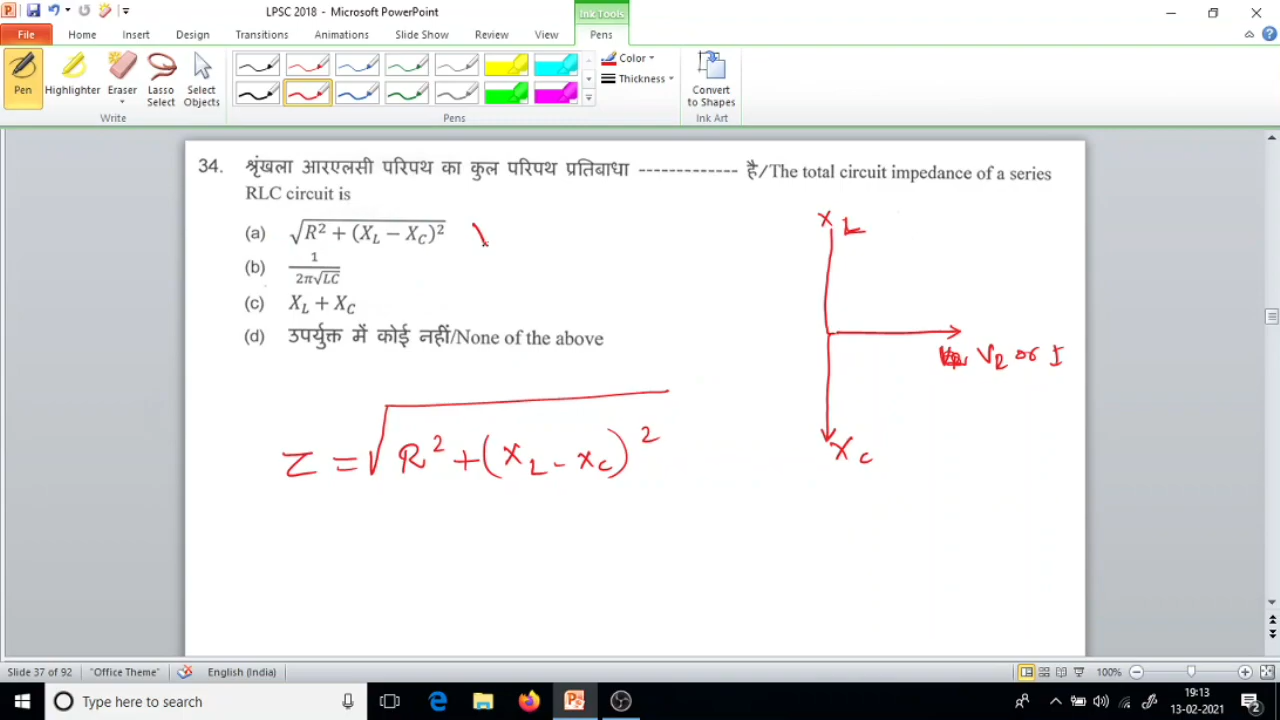 LPSC 2018 - Microsoft PowerPoint
Ink Tools
File Home Insert Design Transitions Animations Slide Show Review View Pens
Pen Highlighter Eraser Lasso Select Select Objects Color Thickness Convert to Shapes
Write Pens Ink Art
34. श्रृंखला आरएलसी परिपथ का कुल परिपथ प्रतिबाधा ------------- है/The total circuit impedance of a series
RLC circuit is
(a) √R² + (X_L − X_C)²
(b) 1/2π√LC
(c) X_L + X_C
(d) उपर्युक्त में कोई नहीं/None of the above
X L
V_R or I
X_C
Z = √R² + (X_L - X_C)²
Slide 37 of 92 "Office Theme" English (India) 100%
Type here to search
19:13
13-02-2021
2